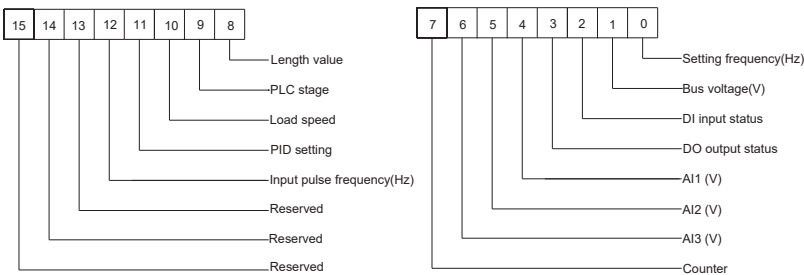 15 14 13 12 11 10 9 8
Length value
PLC stage
Load speed
PID setting
Input pulse frequency(Hz)
Reserved
Reserved
Reserved
7 6 5 4 3 2 1 0
Setting frequency(Hz)
Bus voltage(V)
DI input status
DO output status
AI1 (V)
AI2 (V)
AI3 (V)
Counter